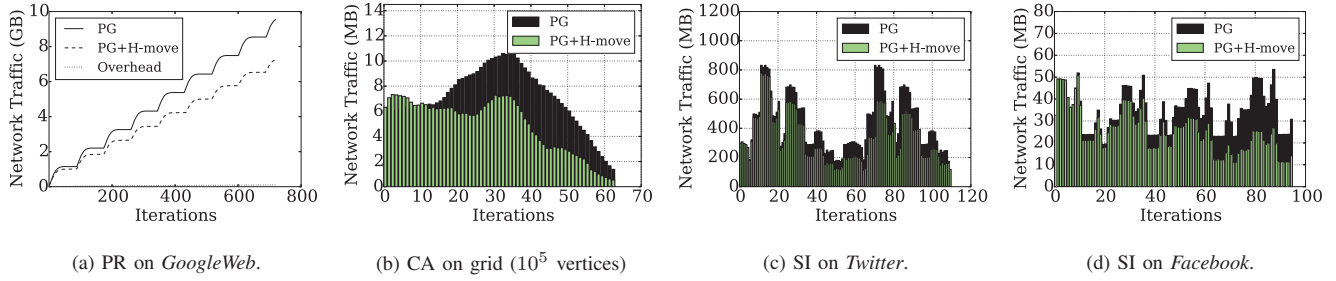 Network Traffic (GB)
10
8
6
4
2
0
PG
PG+H-move
Overhead
200 400 600 800
Iterations
(a) PR on GoogleWeb.
Network Traffic (MB)
14
12
10
8
6
4
2
0
PG
PG+H-move
0 10 20 30 40 50 60 70
Iterations
(b) CA on grid (10⁵ vertices)
Network Traffic (MB)
1200
1000
800
600
400
200
0
PG
PG+H-move
0 20 40 60 80 100 120
Iterations
(c) SI on Twitter.
Network Traffic (MB)
80
70
60
50
40
30
20
10
0
PG
PG+H-move
0 20 40 60 80 100
Iterations
(d) SI on Facebook.